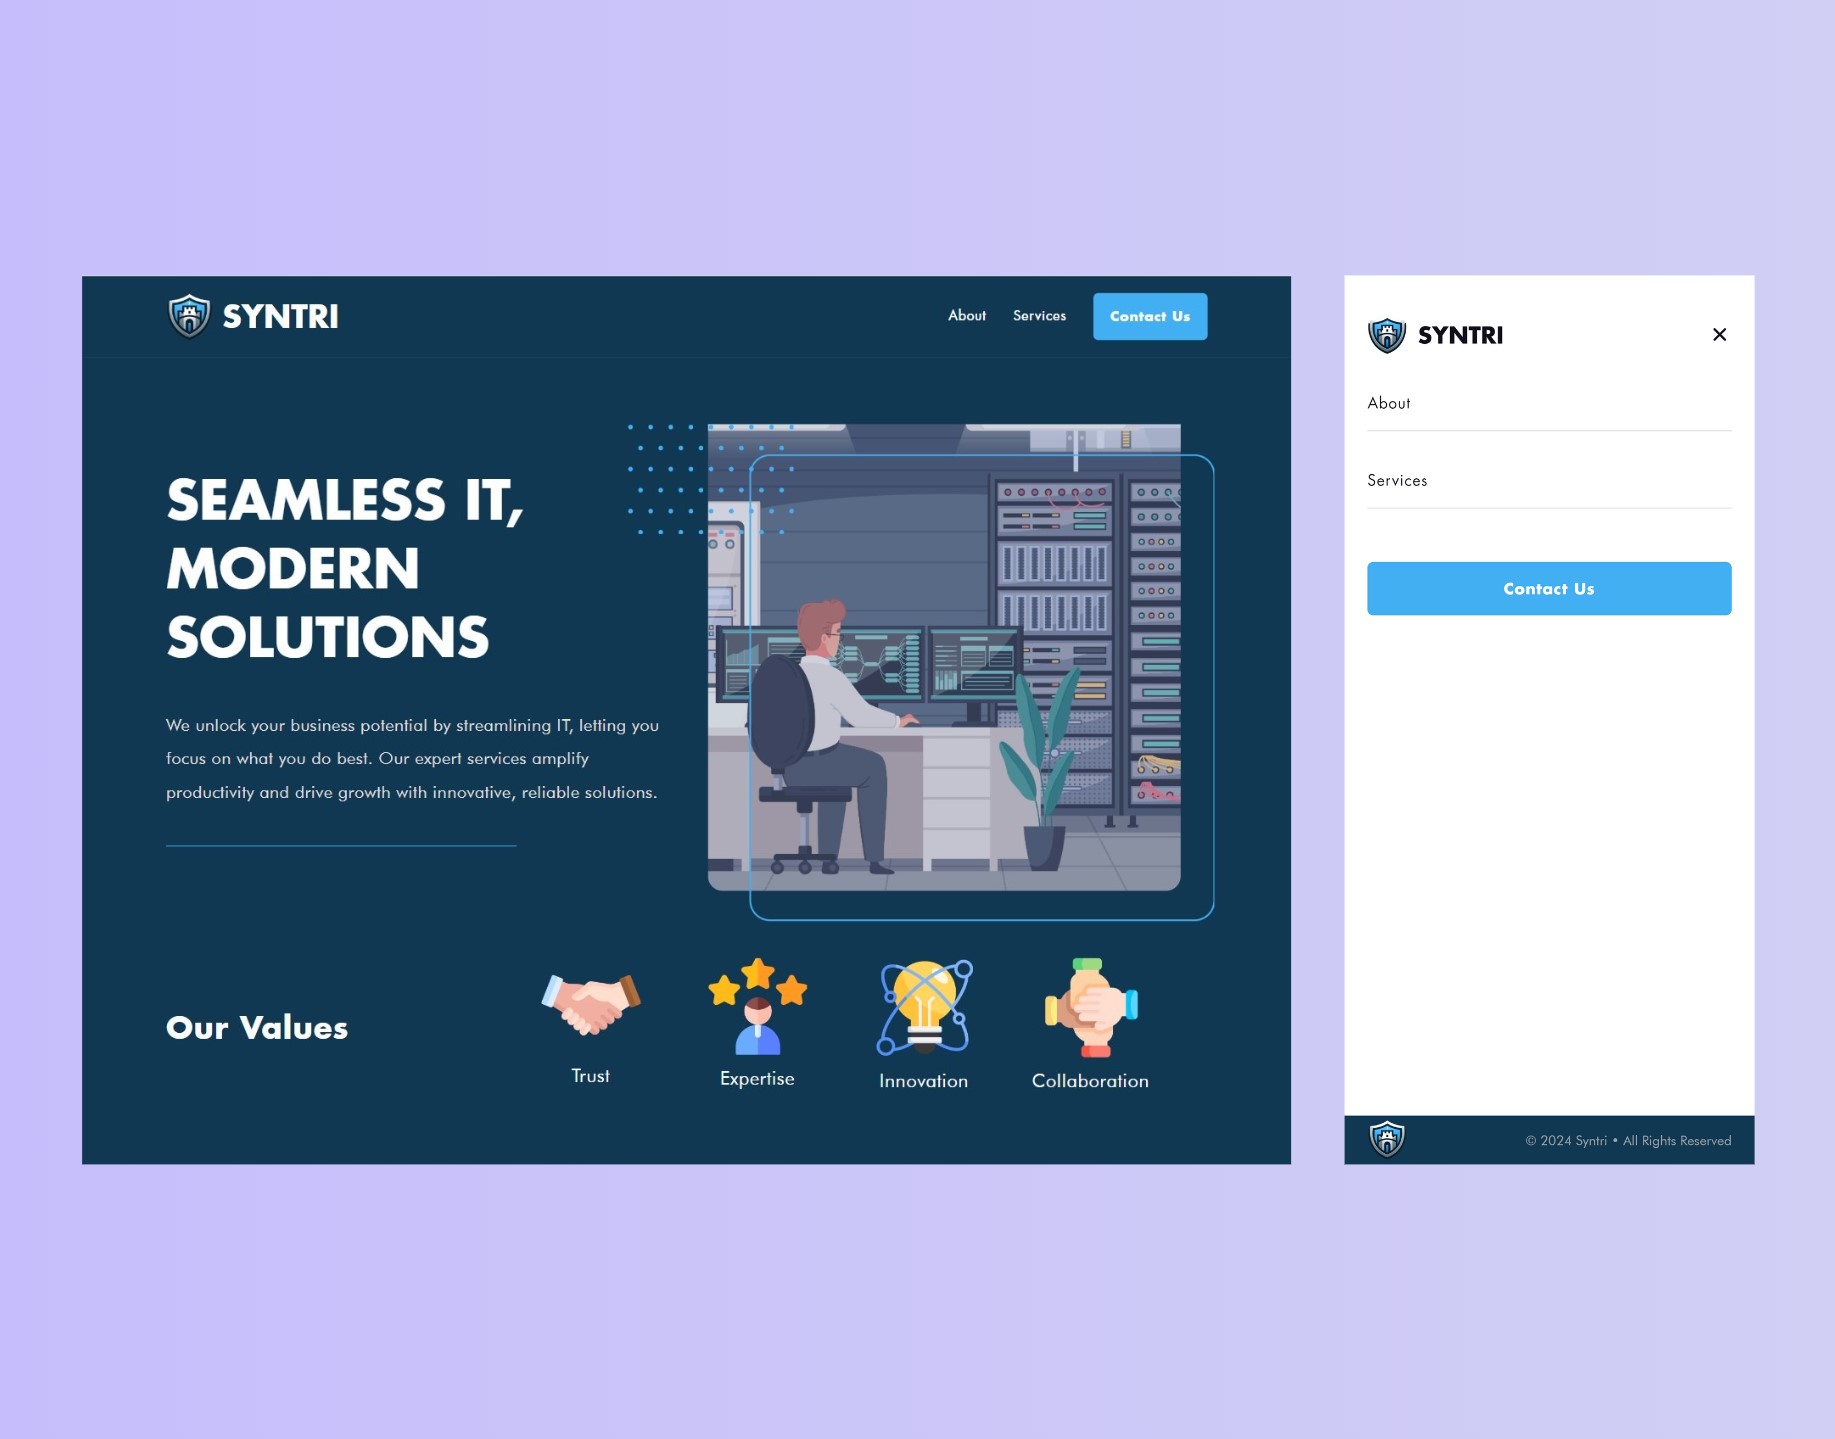 SYNTRI
About
Services
Contact Us
SEAMLESS IT,
MODERN
SOLUTIONS
We unlock your business potential by streamlining IT, letting you
focus on what you do best. Our expert services amplify
productivity and drive growth with innovative, reliable solutions.
Our Values
Trust
Expertise
Innovation
Collaboration
SYNTRI
About
Services
Contact Us
© 2024 Syntri • All Rights Reserved